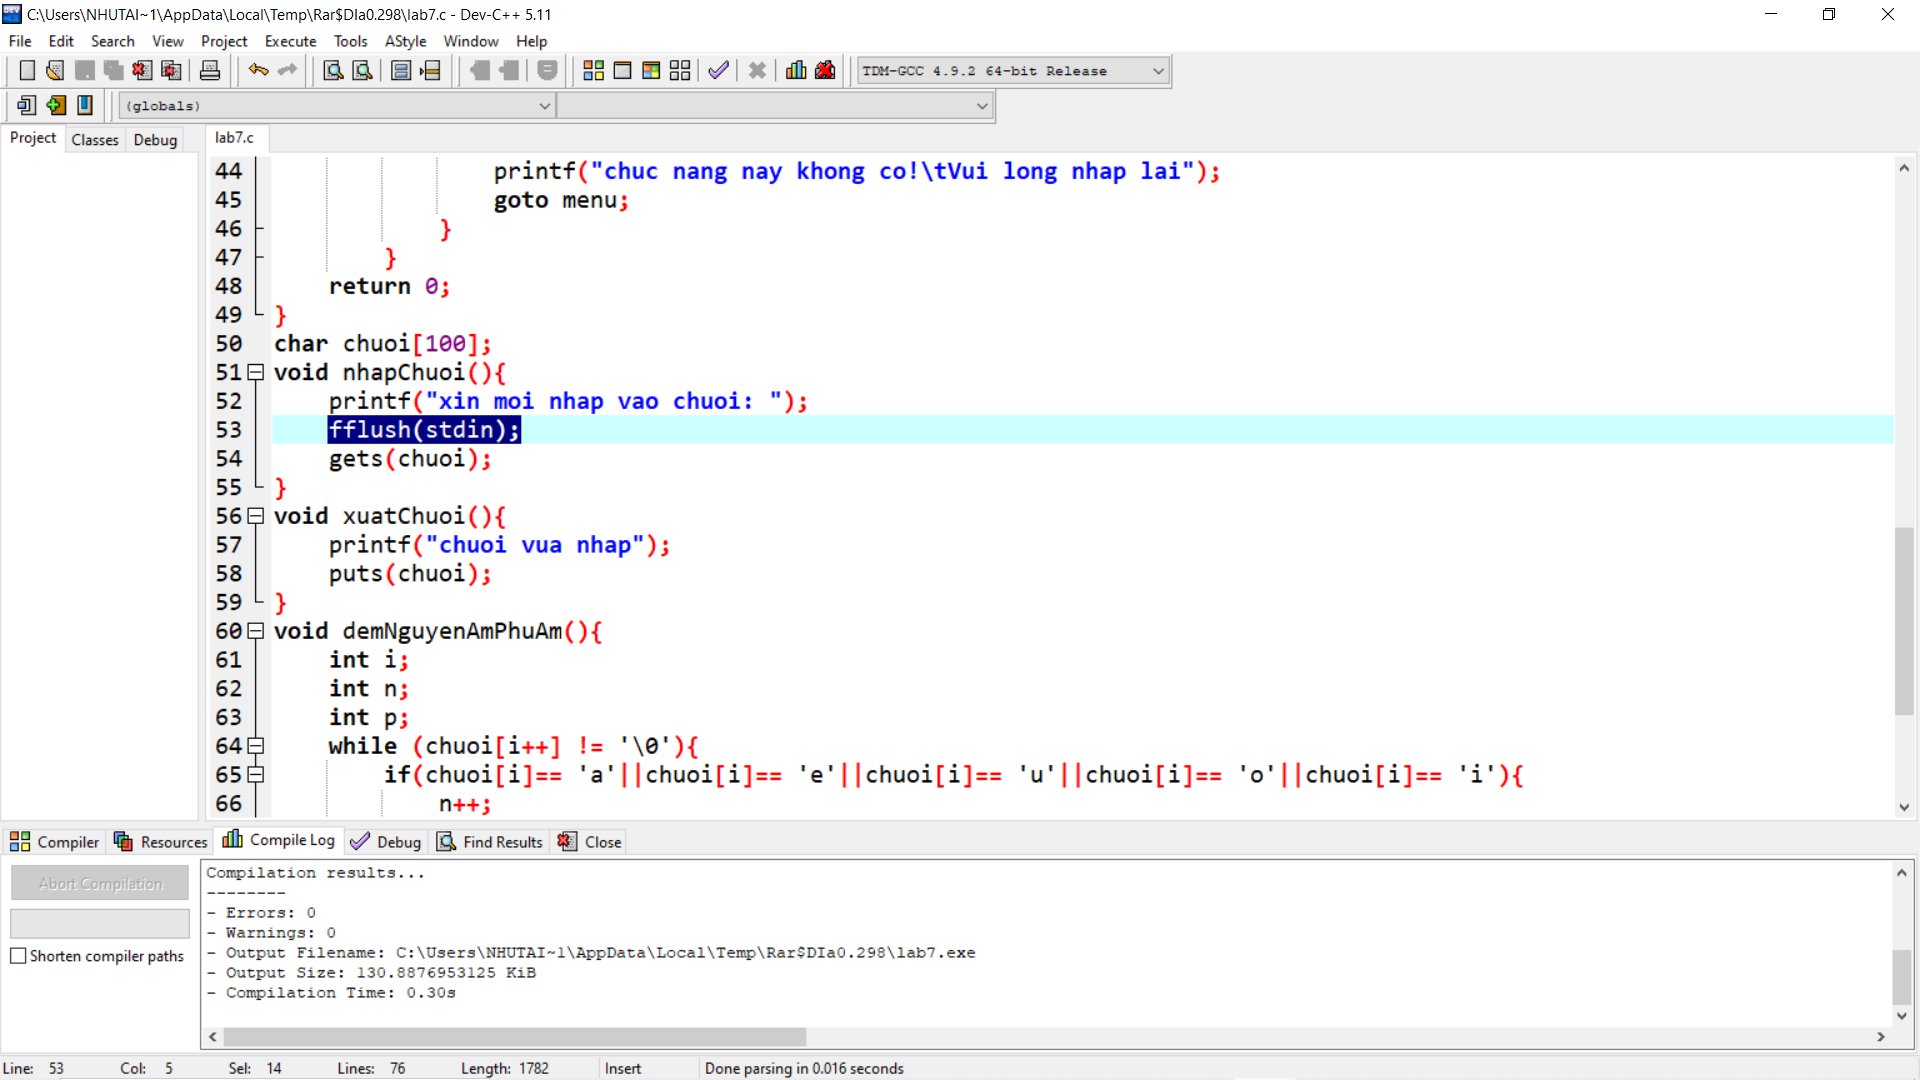 C:\Users\NHUTAI~1\AppData\Local\Temp\Rar$DIa0.298\lab7.c - Dev-C++ 5.11
File Edit Search View Project Execute Tools AStyle Window Help
TDM-GCC 4.9.2 64-bit Release
(globals)
Project Classes Debug lab7.c
44 printf("chuc nang nay khong co!\tVui long nhap lai");
45 goto menu;
46 }
47 }
48 return 0;
49 }
50 char chuoi[100];
51 void nhapChuoi(){
52 printf("xin moi nhap vao chuoi: ");
53 fflush(stdin);
54 gets(chuoi);
55 }
56 void xuatChuoi(){
57 printf("chuoi vua nhap");
58 puts(chuoi);
59 }
60 void demNguyenAmPhuAm(){
61 int i;
62 int n;
63 int p;
64 while (chuoi[i++] != '\0'){
65 if(chuoi[i]== 'a'||chuoi[i]== 'e'||chuoi[i]== 'u'||chuoi[i]== 'o'||chuoi[i]== 'i'){
66 n++;
Compiler Resources Compile Log Debug Find Results Close
Abort Compilation
Shorten compiler paths
Compilation results...
--------
- Errors: 0
- Warnings: 0
- Output Filename: C:\Users\NHUTAI~1\AppData\Local\Temp\Rar$DIa0.298\lab7.exe
- Output Size: 130.8876953125 KiB
- Compilation Time: 0.30s
Line: 53 Col: 5 Sel: 14 Lines: 76 Length: 1782 Insert Done parsing in 0.016 seconds